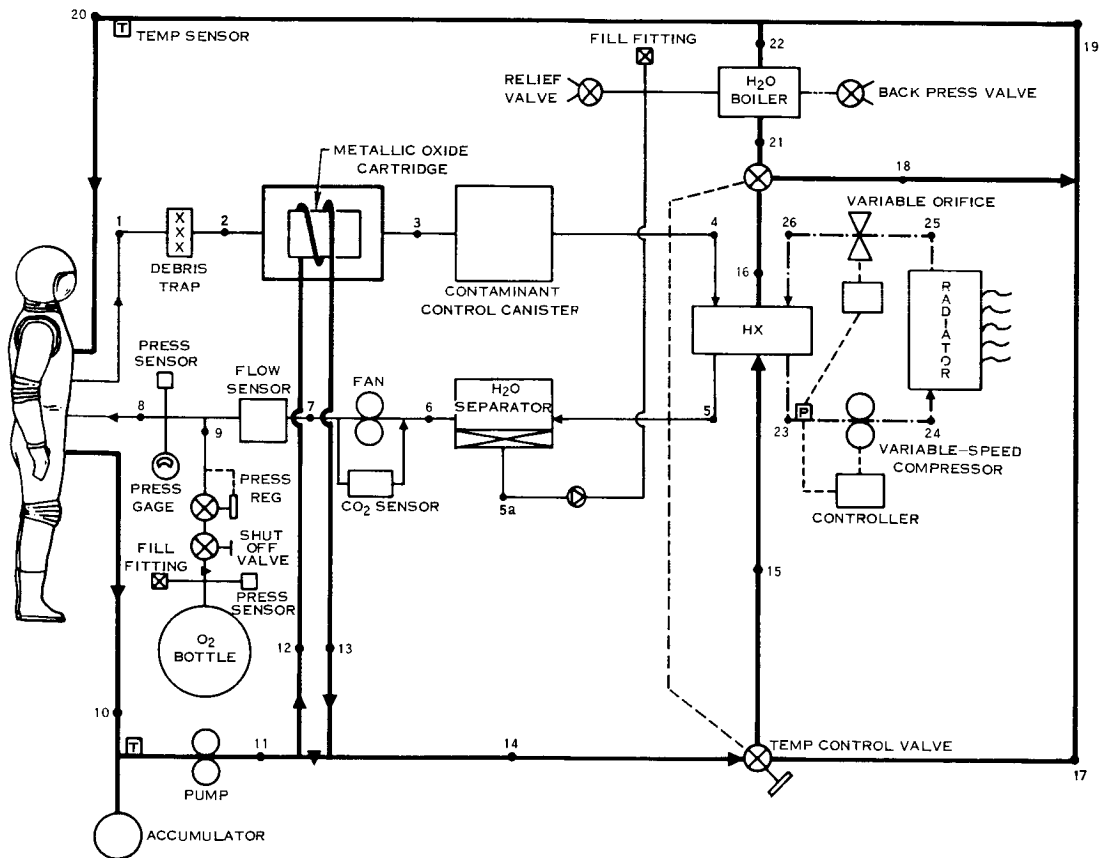 20
T
TEMP SENSOR
FILL FITTING
22
19
RELIEF
VALVE
H₂O
BOILER
BACK PRESS VALVE
21
METALLIC OXIDE
CARTRIDGE
18
1
XXX
2
3
4
DEBRIS
TRAP
CONTAMINANT
CONTROL CANISTER
VARIABLE ORIFICE
26
25
16
HX
RADIATOR
PRESS
SENSOR
FLOW
SENSOR
FAN
H₂O
SEPARATOR
8
9
7
6
5
23
P
24
VARIABLE-SPEED
COMPRESSOR
PRESS
GAGE
PRESS
REG
CO₂ SENSOR
5a
CONTROLLER
SHUT
OFF
VALVE
FILL
FITTING
PRESS
SENSOR
O₂
BOTTLE
15
12
13
10
T
11
14
TEMP CONTROL VALVE
17
PUMP
ACCUMULATOR